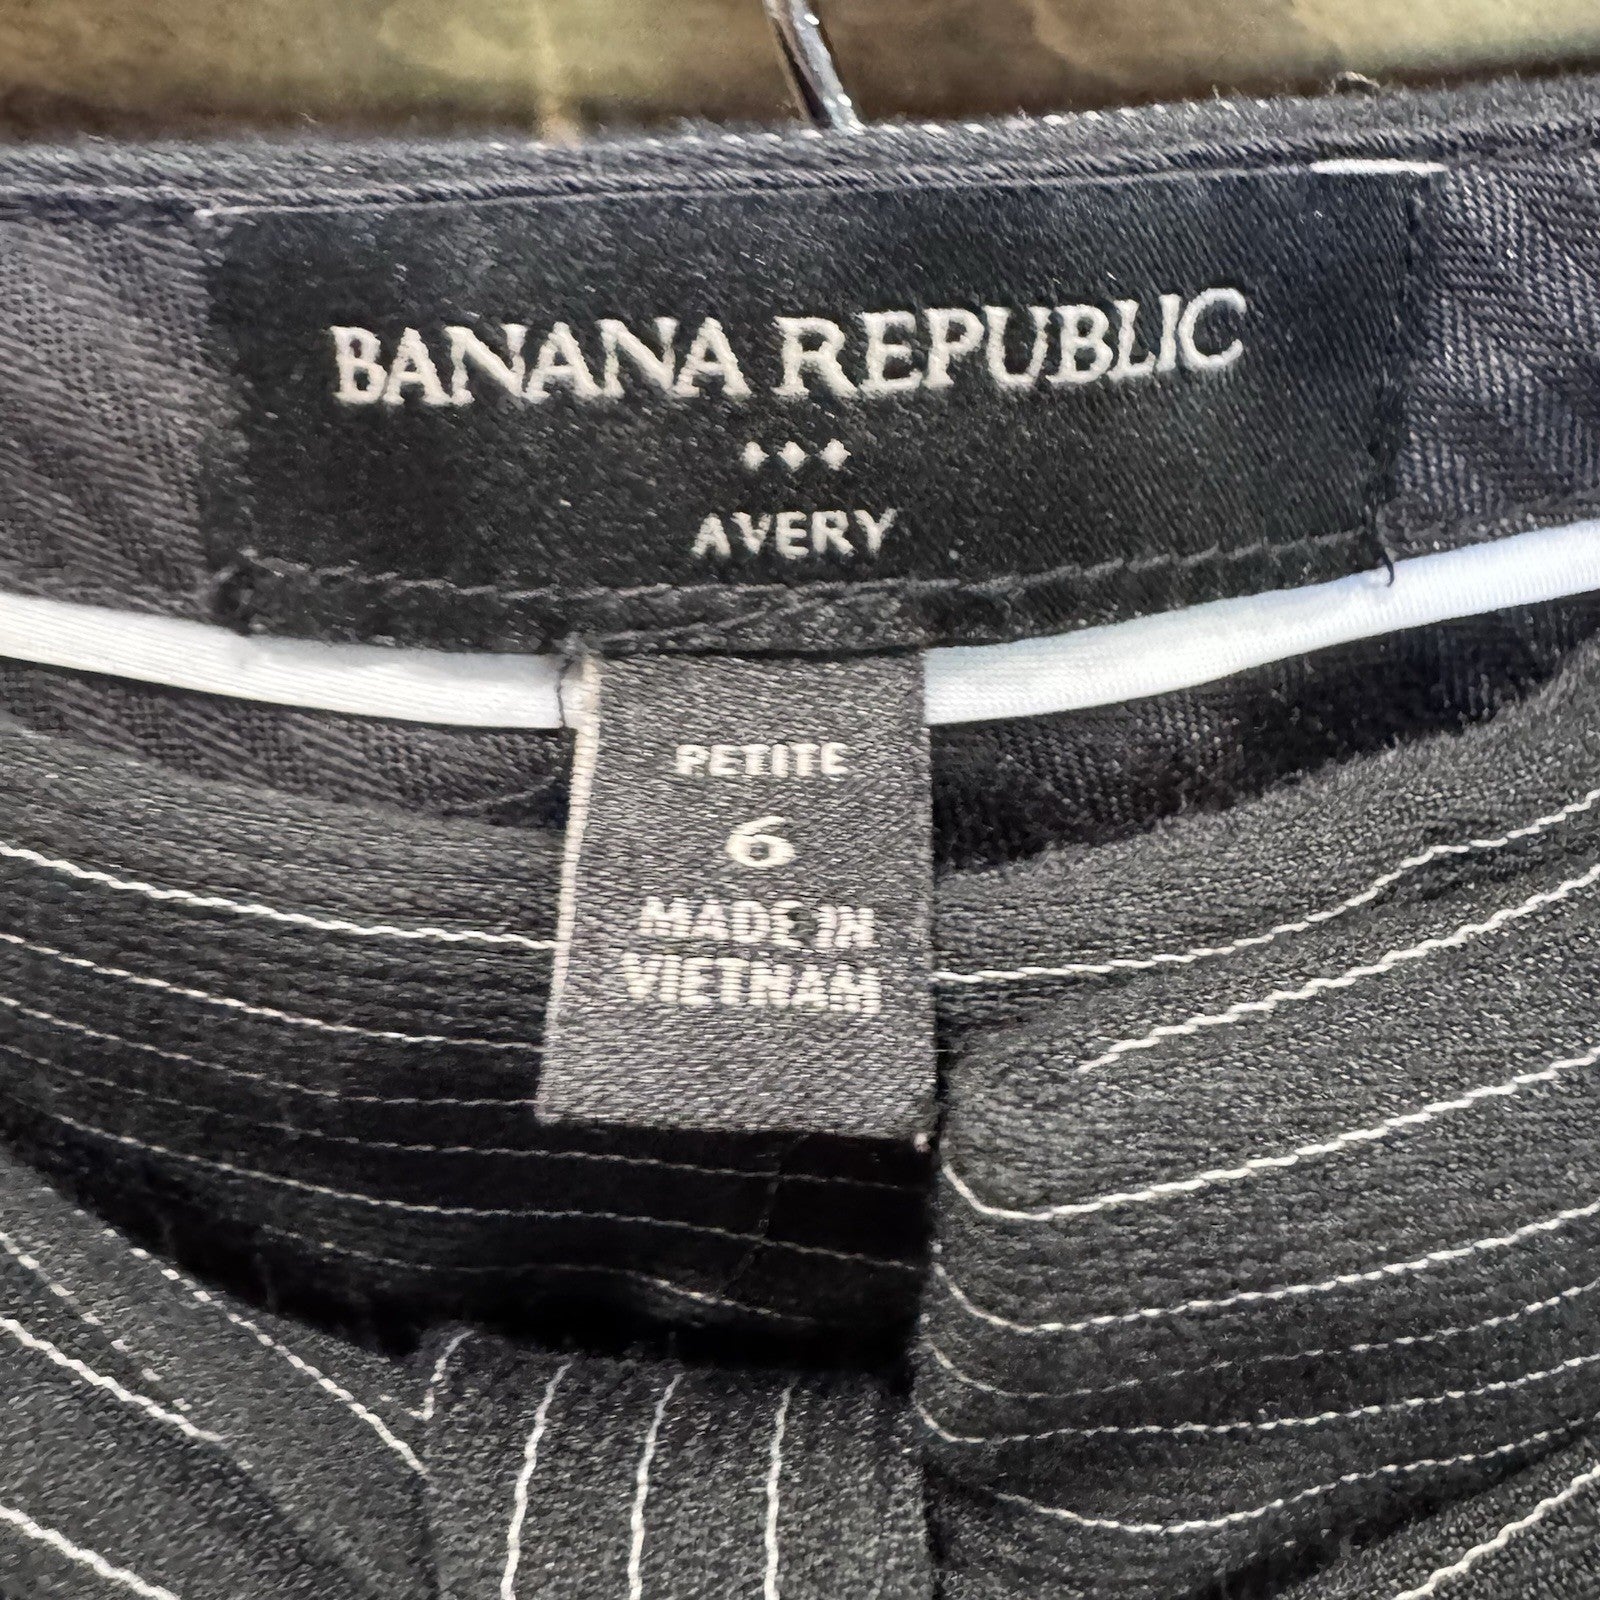 BANANA REPUBLIC
AVERY
PETITE
6
MADE IN
VIETNAM